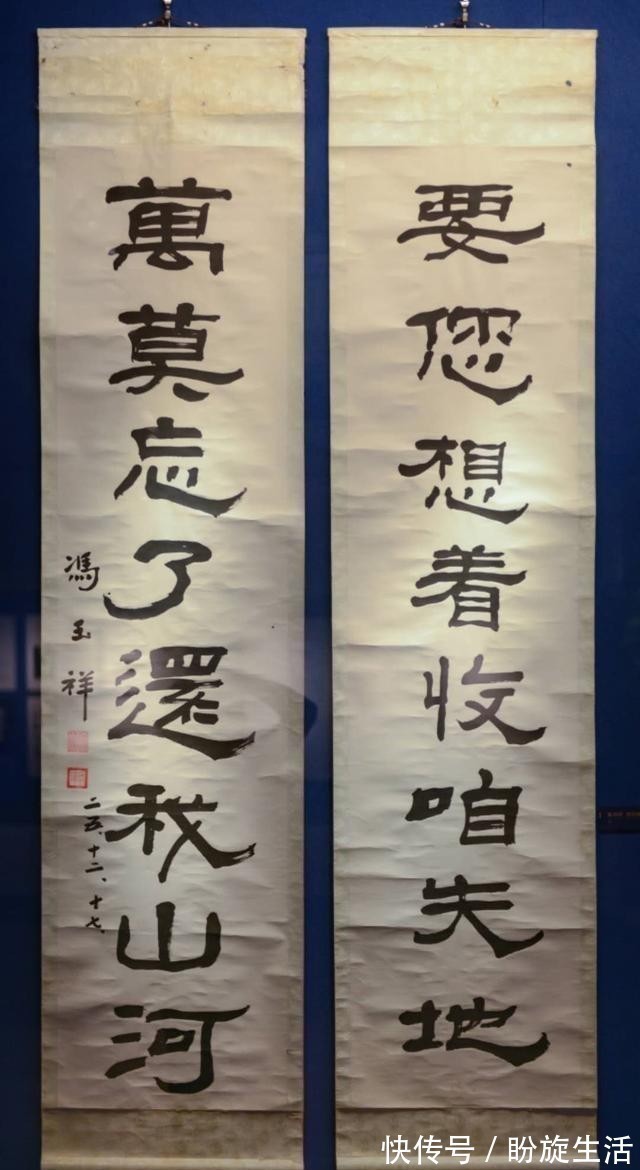 要您想着收咱失地
萬莫忘了還我山河
馮玉祥
二五、十二、十七、
快传号 / 盼旋生活